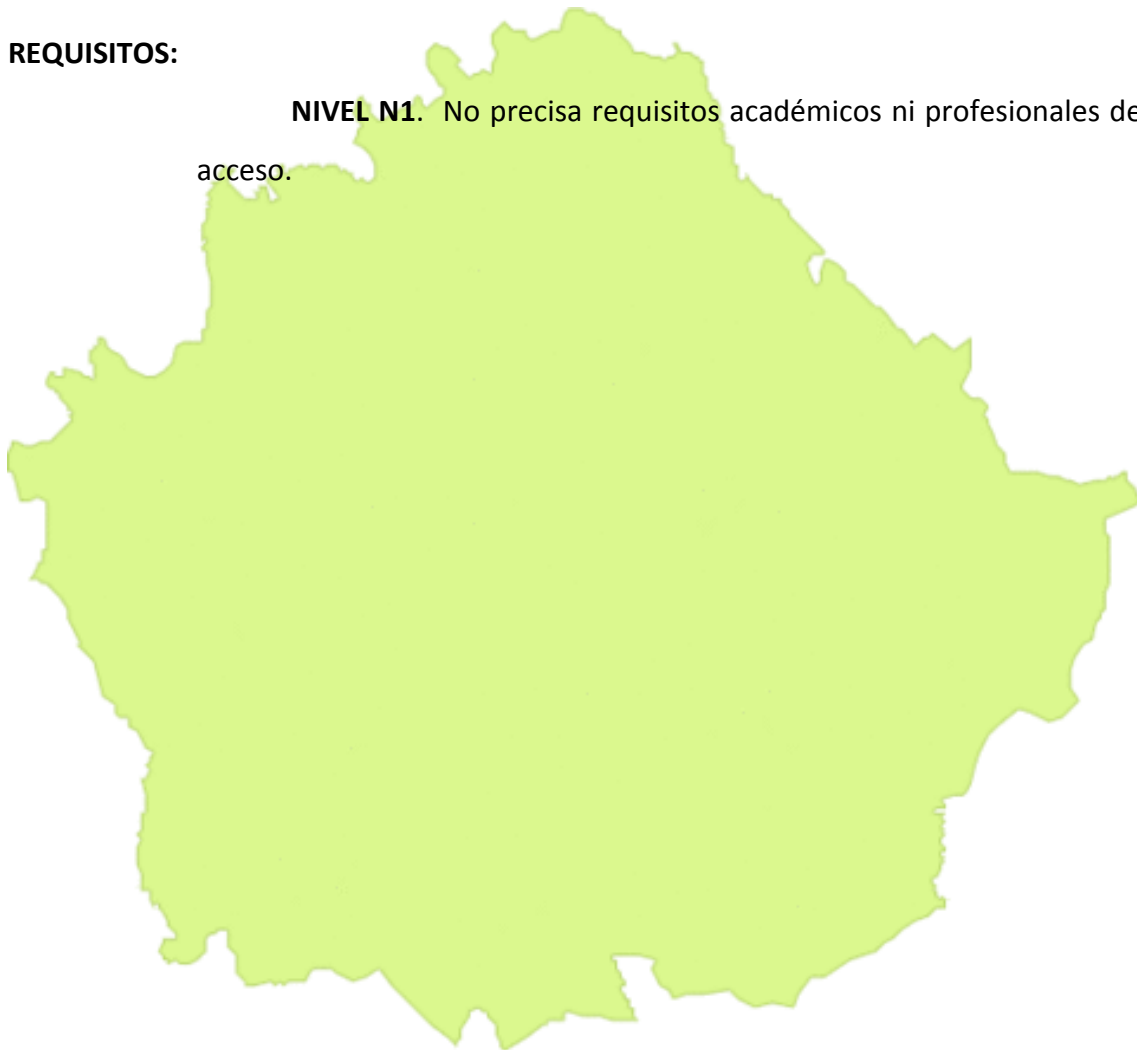 REQUISITOS:
NIVEL N1. No precisa requisitos académicos ni profesionales de
acceso.